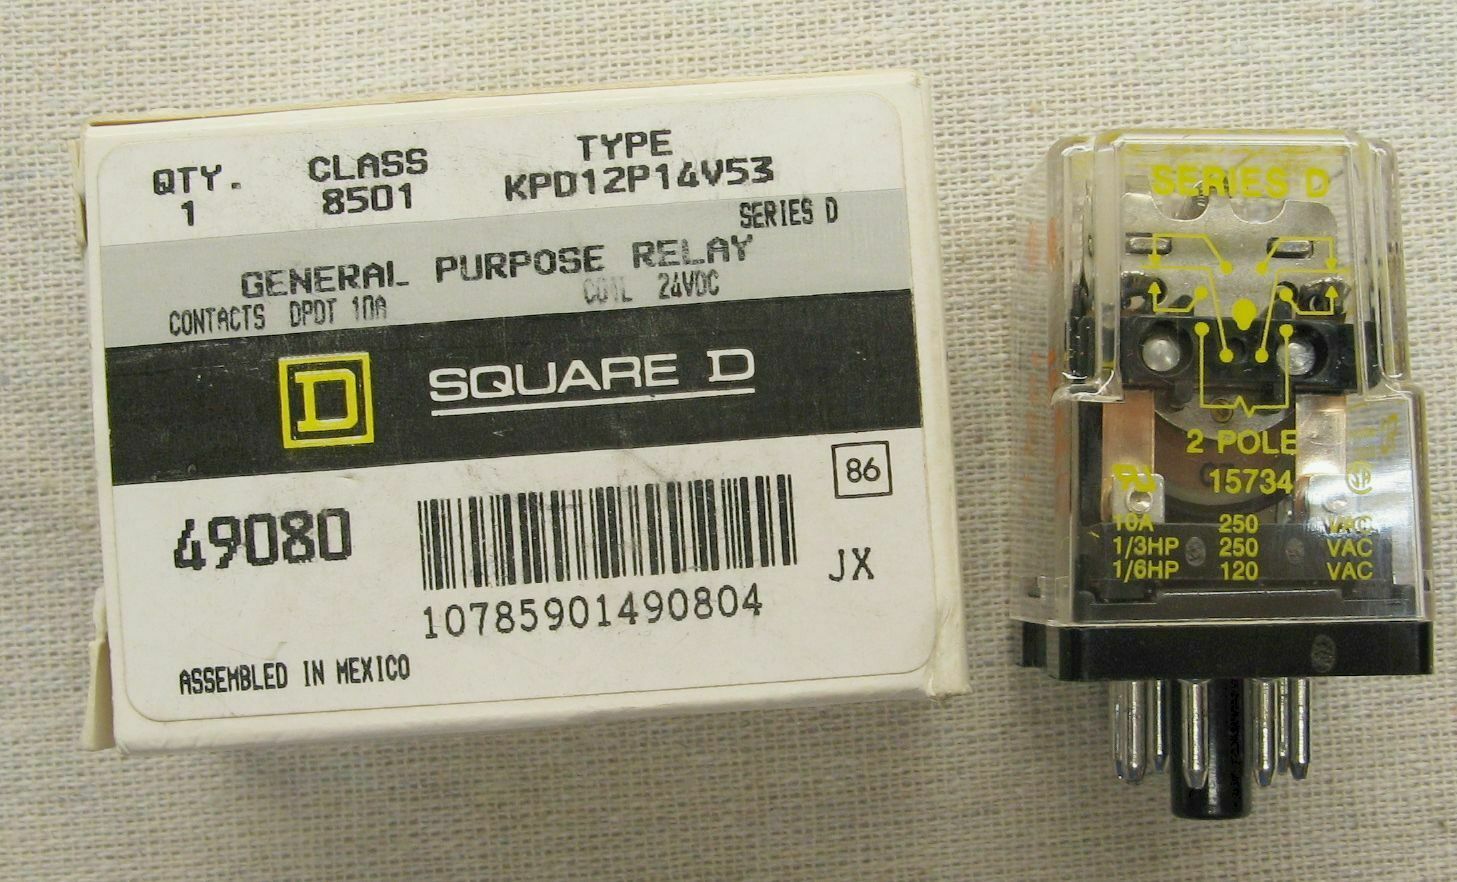 QTY. CLASS TYPE
1 8501 KPD12P14V53
SERIES D
GENERAL PURPOSE RELAY
CONTACTS DPDT 10A COIL 24VDC
D SQUARE D
86
49080
JX
10785901490804
ASSEMBLED IN MEXICO
SERIES D
2 POLE
15734
10A 250 VAC
1/3HP 250 VAC
1/6HP 120 VAC